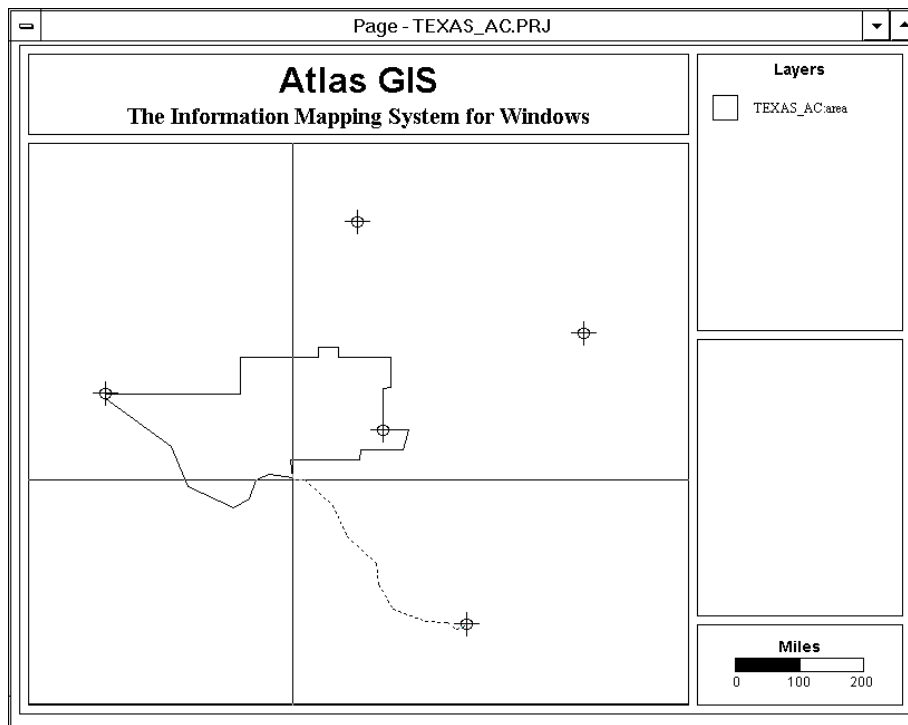 Page - TEXAS_AC.PRJ
Atlas GIS
The Information Mapping System for Windows
Layers
TEXAS_AC:area
Miles
0 100 200